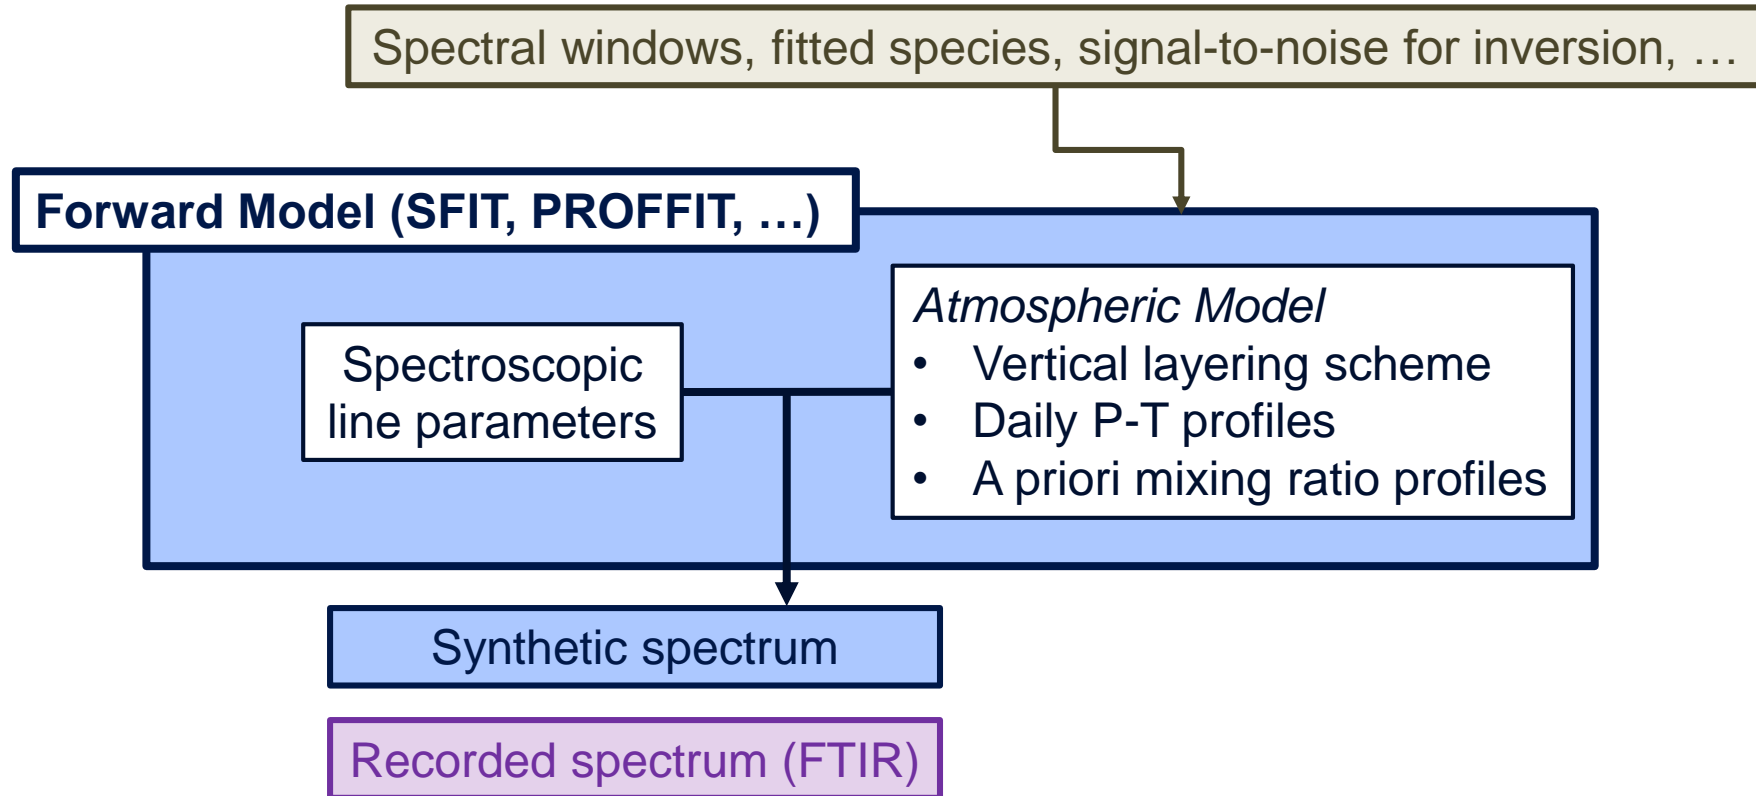 Spectral windows, fitted species, signal-to-noise for inversion, …
Forward Model (SFIT, PROFFIT, …)
Spectroscopic
line parameters
Atmospheric Model
• Vertical layering scheme
• Daily P-T profiles
• A priori mixing ratio profiles
Synthetic spectrum
Recorded spectrum (FTIR)